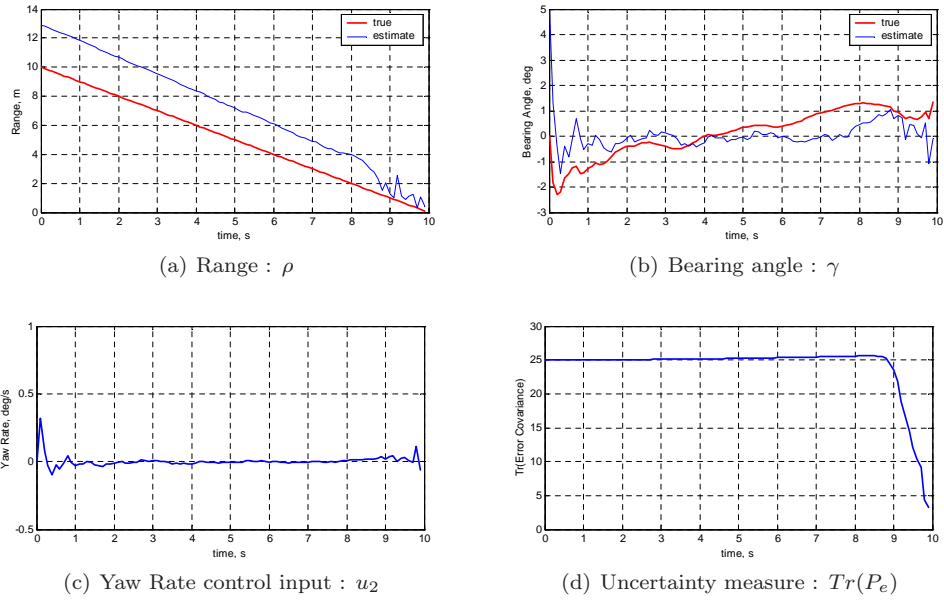 14
12
10
8
6
4
2
0
Range, m
true
estimate
0 1 2 3 4 5 6 7 8 9 10
time, s
(a) Range : ρ
5
4
3
2
1
0
-1
-2
-3
Bearing Angle, deg
true
estimate
0 1 2 3 4 5 6 7 8 9 10
time, s
(b) Bearing angle : γ
1
0.5
0
-0.5
Yaw Rate, deg/s
0 1 2 3 4 5 6 7 8 9 10
time, s
(c) Yaw Rate control input : u₂
30
25
20
15
10
5
0
Tr(Error Covariance)
0 1 2 3 4 5 6 7 8 9 10
time, s
(d) Uncertainty measure : Tr(Pₑ)